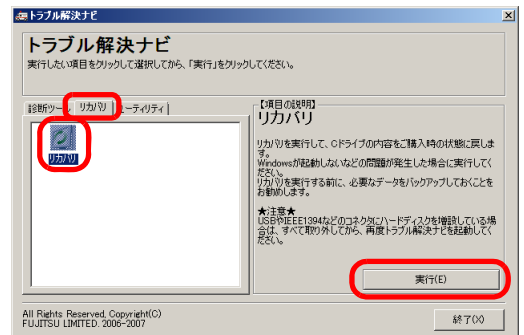 トラブル解決ナビ
トラブル解決ナビ
実行したい項目をクリックして選択してから、「実行」をクリックしてください。
診断ツール
リカバリ
ユーティリティ
リカバリ
【項目の説明】
リカバリ
リカバリを実行して、Cドライブの内容をご購入時の状態に戻しま
す。
Windowsが起動しないなどの問題が発生した場合に実行してく
ださい。
リカバリを実行する前に、必要なデータをバックアップしておくことを
お勧めします。
★注意★
USBやIEEE1394などのコネクタにハードディスクを増設している場
合は、すべて取り外してから、再度トラブル解決ナビを起動してく
ださい。
実行(E)
All Rights Reserved, Copyright(C)
FUJITSU LIMITED. 2006-2007
終了(X)